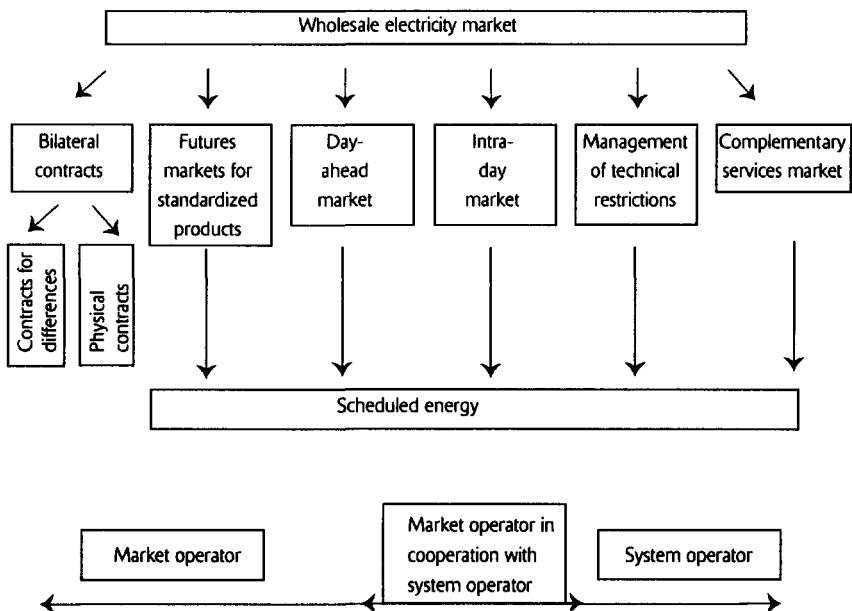 Wholesale electricity market
Bilateral
contracts
Futures
markets for
standardized
products
Day-
ahead
market
Intra-
day
market
Management
of technical
restrictions
Complementary
services market
Contracts for
differences
Physical
contracts
Scheduled energy
Market operator
Market operator in
cooperation with
system operator
System operator